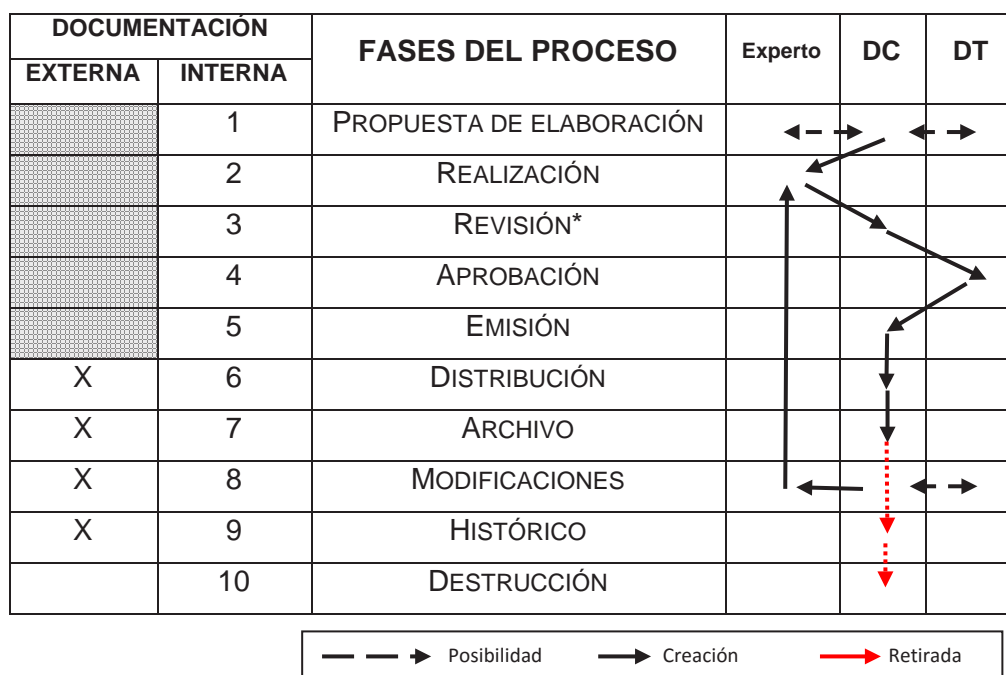 DOCUMENTACIÓN FASES DEL PROCESO Experto DC DT
EXTERNA INTERNA
1 PROPUESTA DE ELABORACIÓN
2 REALIZACIÓN
3 REVISIÓN*
4 APROBACIÓN
5 EMISIÓN
X 6 DISTRIBUCIÓN
X 7 ARCHIVO
X 8 MODIFICACIONES
X 9 HISTÓRICO
10 DESTRUCCIÓN
Posibilidad Creación Retirada